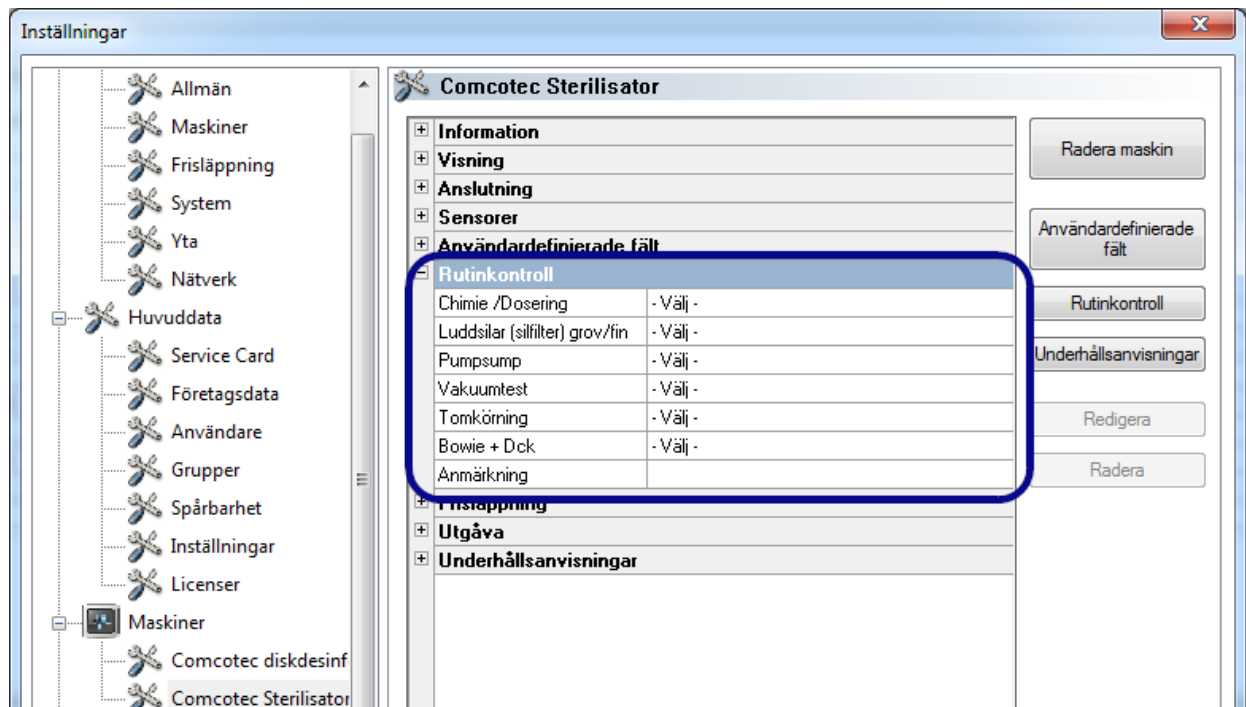 Inställningar
Allmän
Maskiner
Frisläppning
System
Yta
Nätverk
Huvuddata
Service Card
Företagsdata
Användare
Grupper
Spårbarhet
Inställningar
Licenser
Maskiner
Comcotec diskdesinf
Comcotec Sterilisator
Comcotec Sterilisator
Information
Visning
Anslutning
Sensorer
Användardefinierade fält
Rutinkontroll
Chimie /Dosering - Välj -
Luddsilar (silfilter) grov/fin - Välj -
Pumpsump - Välj -
Vakuumtest - Välj -
Tomkörning - Välj -
Bowie + Dck - Välj -
Anmärkning
Frisläppning
Utgåva
Underhållsanvisningar
Radera maskin
Användardefinierade
fält
Rutinkontroll
Underhållsanvisningar
Redigera
Radera